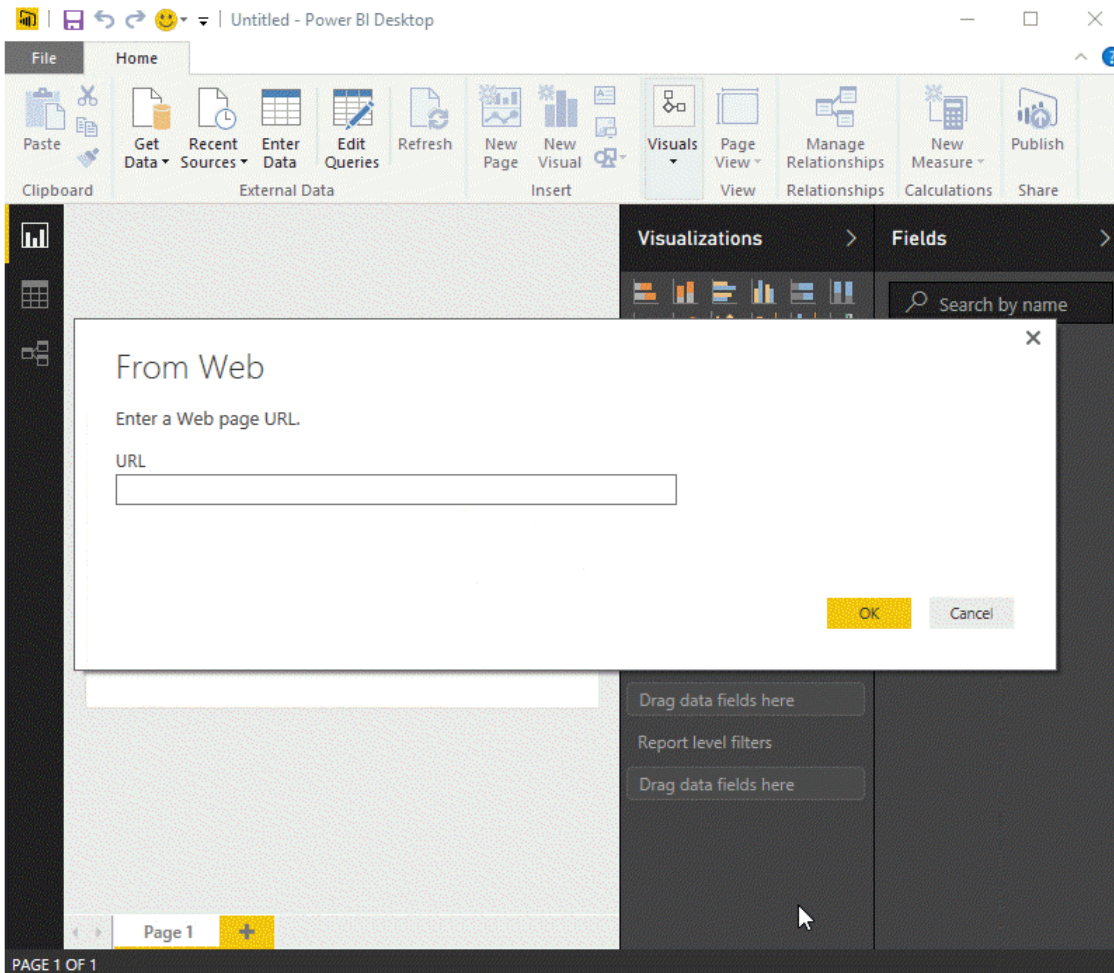 Untitled - Power BI Desktop
File Home
Paste Get Data Recent Sources Enter Data Edit Queries Refresh New Page New Visual Visuals Page View Manage Relationships New Measure Publish
Clipboard External Data Insert View Relationships Calculations Share
Visualizations Fields
Search by name
From Web
Enter a Web page URL.
URL
OK Cancel
Drag data fields here
Report level filters
Drag data fields here
Page 1
PAGE 1 OF 1